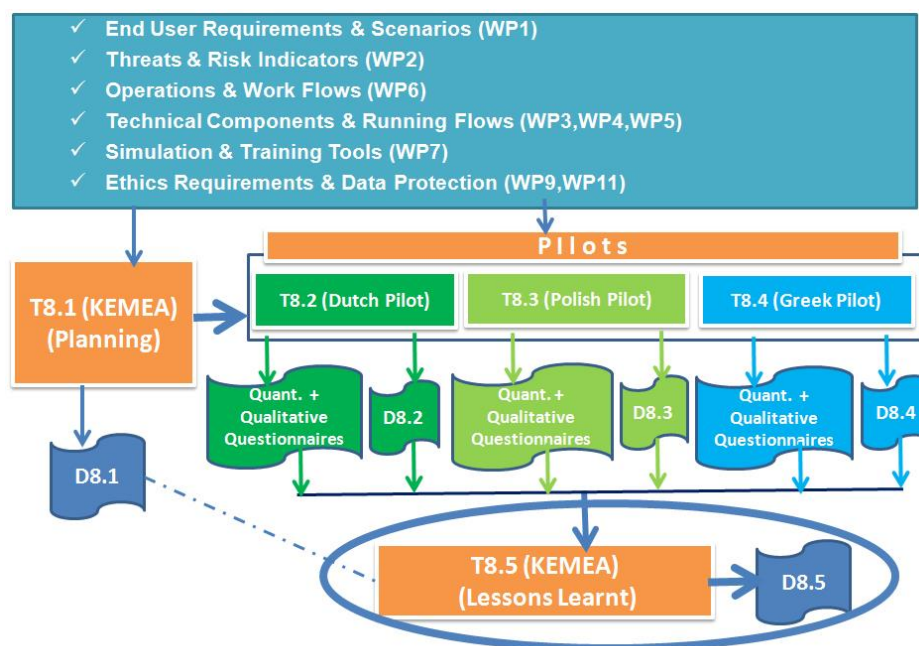 ✓ End User Requirements & Scenarios (WP1)
✓ Threats & Risk Indicators (WP2)
✓ Operations & Work Flows (WP6)
✓ Technical Components & Running Flows (WP3,WP4,WP5)
✓ Simulation & Training Tools (WP7)
✓ Ethics Requirements & Data Protection (WP9,WP11)
PIlots
T8.1 (KEMEA)
(Planning)
T8.2 (Dutch Pilot)
T8.3 (Polish Pilot)
T8.4 (Greek Pilot)
Quant. +
Qualitative
Questionnaires
D8.2
Quant. +
Qualitative
Questionnaires
D8.3
Quant. +
Qualitative
Questionnaires
D8.4
D8.1
T8.5 (KEMEA)
(Lessons Learnt)
D8.5